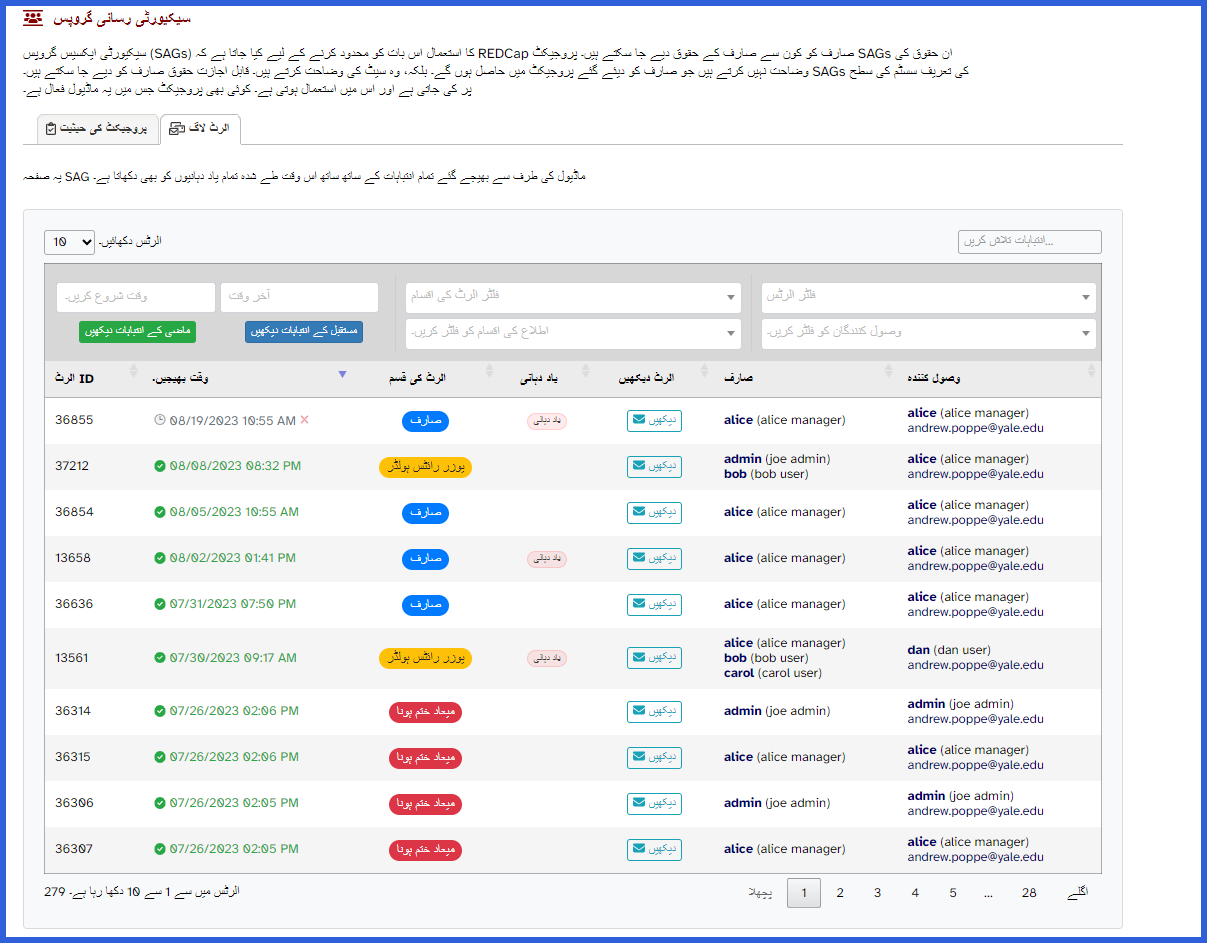 سیکیورٹی رسائی گروپس
ان حقوق کی SAGs صارف کو کون سے صارف کے حقوق دیے جا سکتے ہیں۔ پروجیکٹ REDCap کا استعمال اس بات کو محدود کرنے کے لیے کیا جاتا ہے کہ (SAGs) سیکیورٹی ایکسیس گروپس
کی تعریف سسٹم کی سطح SAGs وضاحت نہیں کرتے ہیں جو صارف کو دیئے گئے پروجیکٹ میں حاصل ہوں گے۔ بلکہ، وہ سیٹ کی وضاحت کرتے ہیں۔ قابل اجازت حقوق صارف کو دیے جا سکتے ہیں۔
پر کی جاتی ہے اور اس میں استعمال ہوتی ہے۔ کوئی بھی پروجیکٹ جس میں یہ ماڈیول فعال ہے۔
پروجیکٹ کی حیثیت
الرٹ لاگ
ماڈیول کی طرف سے بھیجے گئے تمام انتباہات کے ساتھ ساتھ اس وقت طے شدہ تمام یاد دہانیوں کو بھی دکھاتا ہے۔ SAG یہ صفحہ
10 الرٹس دکھائیں۔
انتباہات تلاش کریں...
وقت شروع کریں۔
آخر وقت
فلٹر الرٹ کی اقسام
فلٹر الرٹس
ماضی کے انتباہات دیکھیں
مستقبل کے انتباہات دیکھیں
اطلاع کی اقسام کو فلٹر کریں۔
وصول کنندگان کو فلٹر کریں۔
الرٹ ID وقت بھیجیں۔ الرٹ کی قسم یاد دہانی الرٹ دیکھیں صارف وصول کنندہ
36855 08/19/2023 10:55 AM صارف یاد دہانی دیکھیں alice (alice manager) alice (alice manager)
andrew.poppe@yale.edu
37212 08/08/2023 08:32 PM یوزر رائٹس ہولڈر دیکھیں admin (joe admin) alice (alice manager)
bob (bob user) andrew.poppe@yale.edu
36854 08/05/2023 10:55 AM صارف دیکھیں alice (alice manager) alice (alice manager)
andrew.poppe@yale.edu
13658 08/02/2023 01:41 PM صارف یاد دہانی دیکھیں alice (alice manager) alice (alice manager)
andrew.poppe@yale.edu
36636 07/31/2023 07:50 PM صارف دیکھیں alice (alice manager) alice (alice manager)
andrew.poppe@yale.edu
13561 07/30/2023 09:17 AM یوزر رائٹس ہولڈر یاد دہانی دیکھیں alice (alice manager) dan (dan user)
bob (bob user) andrew.poppe@yale.edu
carol (carol user)
36314 07/26/2023 02:06 PM میعاد ختم ہونا دیکھیں admin (joe admin) admin (joe admin)
andrew.poppe@yale.edu
36315 07/26/2023 02:06 PM میعاد ختم ہونا دیکھیں alice (alice manager) alice (alice manager)
andrew.poppe@yale.edu
36306 07/26/2023 02:05 PM میعاد ختم ہونا دیکھیں admin (joe admin) admin (joe admin)
andrew.poppe@yale.edu
36307 07/26/2023 02:05 PM میعاد ختم ہونا دیکھیں alice (alice manager) alice (alice manager)
andrew.poppe@yale.edu
الرٹس میں سے 1 سے 10 دکھا رہا ہے۔ 279
پچھلا 1 2 3 4 5 ... 28 اگلے